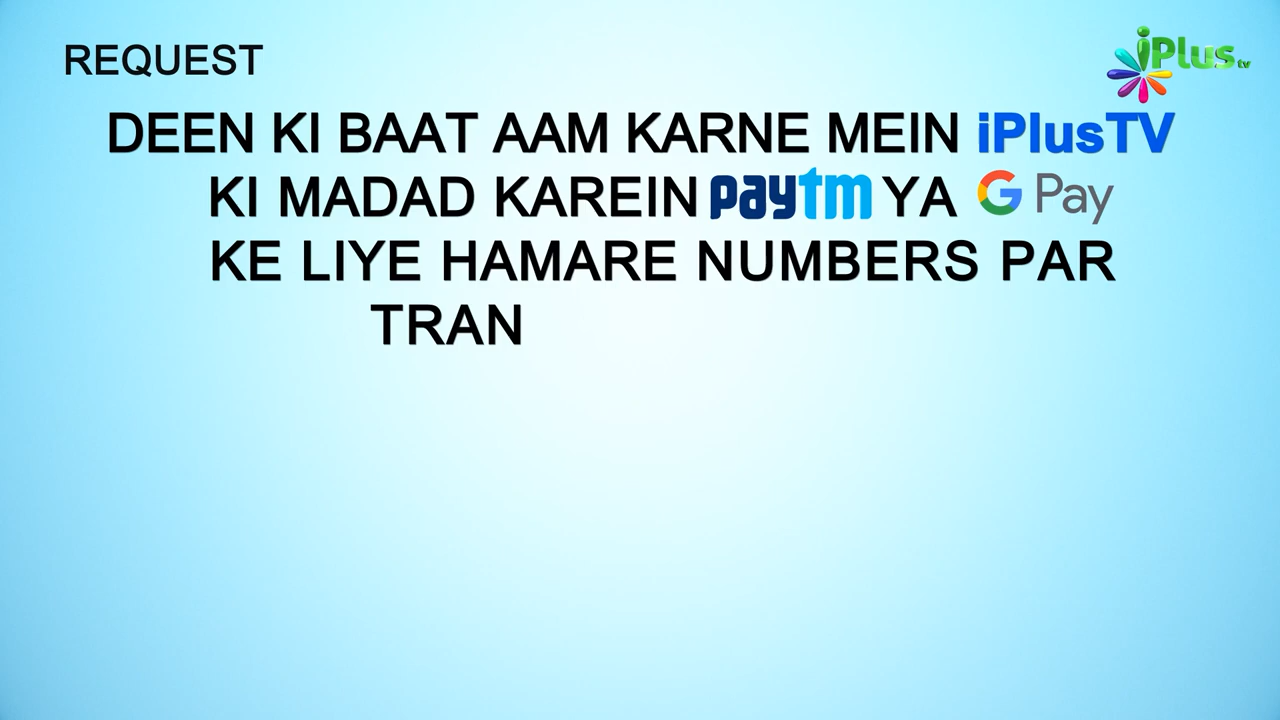 REQUEST
iPlus tv
DEEN KI BAAT AAM KARNE MEIN iPlusTV
KI MADAD KAREIN paytm YA G Pay
KE LIYE HAMARE NUMBERS PAR
TRAN